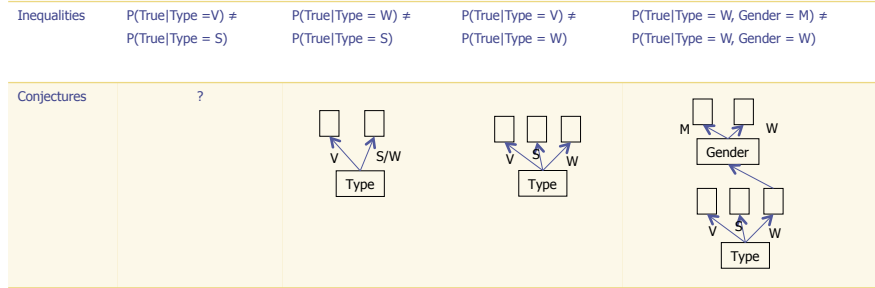 Inequalities P(True|Type =V) ≠ P(True|Type = W) ≠ P(True|Type = V) ≠ P(True|Type = W, Gender = M) ≠
P(True|Type = S) P(True|Type = S) P(True|Type = W) P(True|Type = W, Gender = W)
Conjectures ?
M W
Gender
V S/W
Type
V S W
Type
V S W
Type